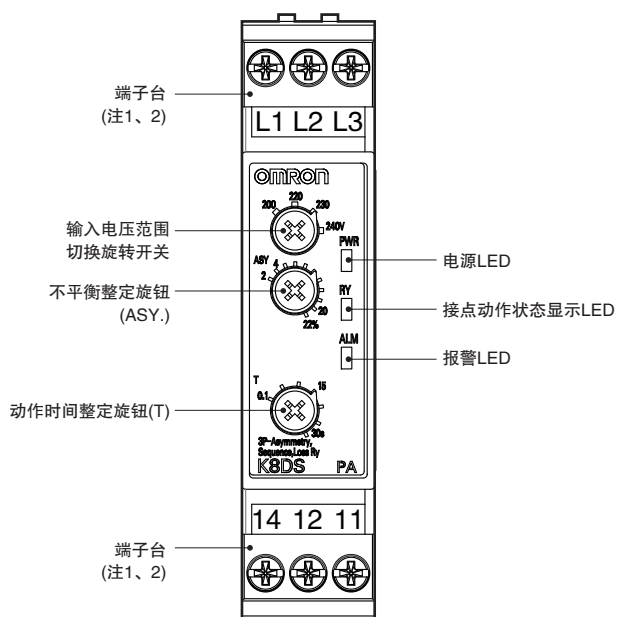 端子台
(注1、2)
L1 L2 L3
OMRON
200 220 230 240V
输入电压范围
切换旋转开关
PWR
电源LED
ASY
2 4 20 22%
不平衡整定旋钮
(ASY.)
RY
接点动作状态显示LED
ALM
报警LED
T
0.1 15 30s
动作时间整定旋钮(T)
3P-Asymmetry,
Sequence,Loss Ry
K8DS PA
14 12 11
端子台
(注1、2)